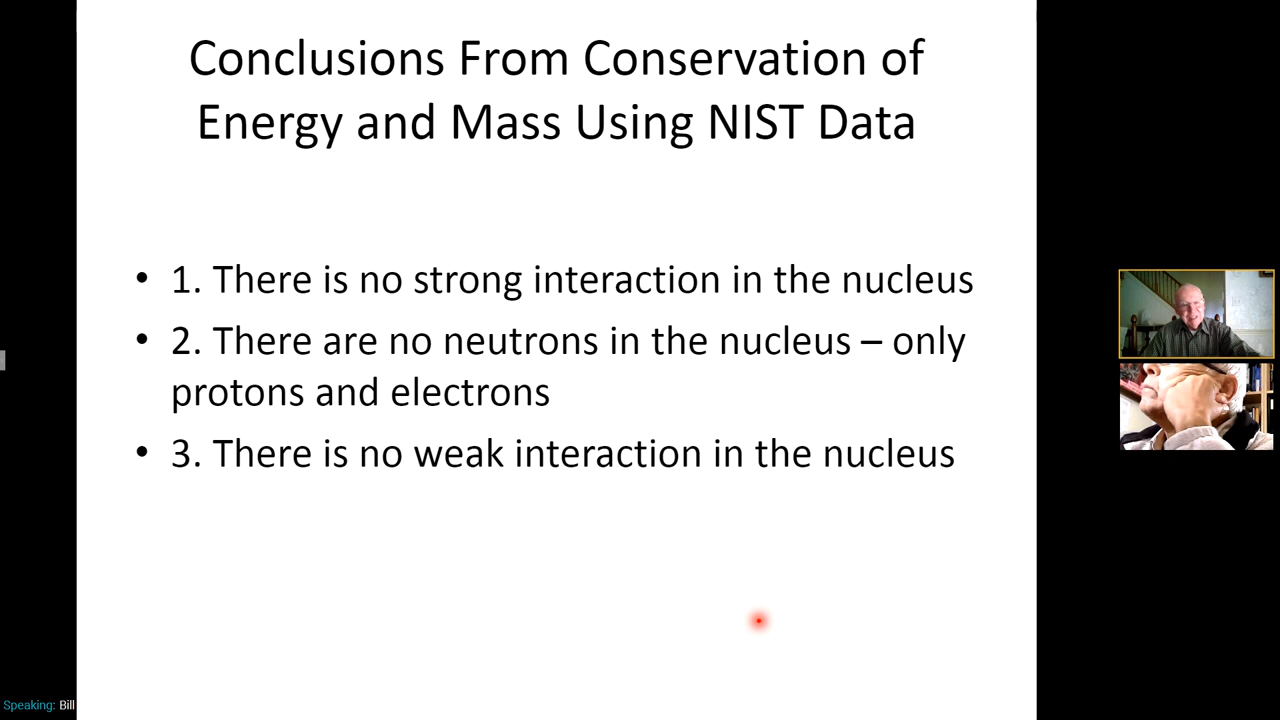 Conclusions From Conservation of
Energy and Mass Using NIST Data
• 1. There is no strong interaction in the nucleus
• 2. There are no neutrons in the nucleus – only
protons and electrons
• 3. There is no weak interaction in the nucleus
Speaking: Bill